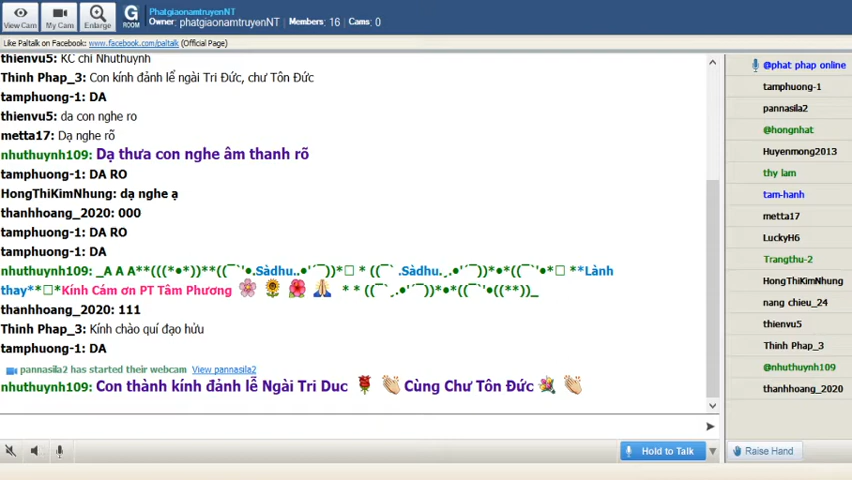 Phatgiaonamtruyen NT
Owner: phatgiaonamtruyenNT Members: 16 Cams: 0
View Cam My Cam Enlarge G ROOM
Like Paltalk on Facebook: www.facebook.com/paltalk (Official Page)
thienvu5: KC chi Nhuthuynh
Thinh Phap_3: Con kính đảnh lể ngài Tri Đức, chư Tôn Đức
tamphuong-1: DA
thienvu5: da con nghe ro
metta17: Dạ nghe rõ
nhuthuynh109: Dạ thưa con nghe âm thanh rõ
tamphuong-1: DA RO
HongThiKimNhung: dạ nghe ạ
thanhhoang_2020: 000
tamphuong-1: DA RO
tamphuong-1: DA
nhuthuynh109: _A A A**(((*•*))**((¯`'•.Sàdhu..•'´¯))*□ * ((¯` .Sàdhu.¸.•'´¯))*•*((¯`'•*□ **Lành
thay**□*Kính Cám ơn PT Tâm Phương 🌸 🌻 🌺 🙏 * * ((¯`¸.•'´¯))*•*((¯`'•((**))_
thanhhoang_2020: 111
Thinh Phap_3: Kính chào quí đạo hửu
tamphuong-1: DA
pannasila2 has started their webcam View pannasila2
nhuthuynh109: Con thành kính đảnh lễ Ngài Tri Duc 🌹 👏 Cùng Chư Tôn Đức 💐 👏
Hold to Talk
@phat phap online
tamphuong-1
pannasila2
@hongnhat
Huyenmong2013
thy lam
tam-hanh
metta17
LuckyH6
Trangthu-2
HongThiKimNhung
nang chieu_24
thienvu5
Thinh Phap_3
@nhuthuynh109
thanhhoang_2020
Raise Hand